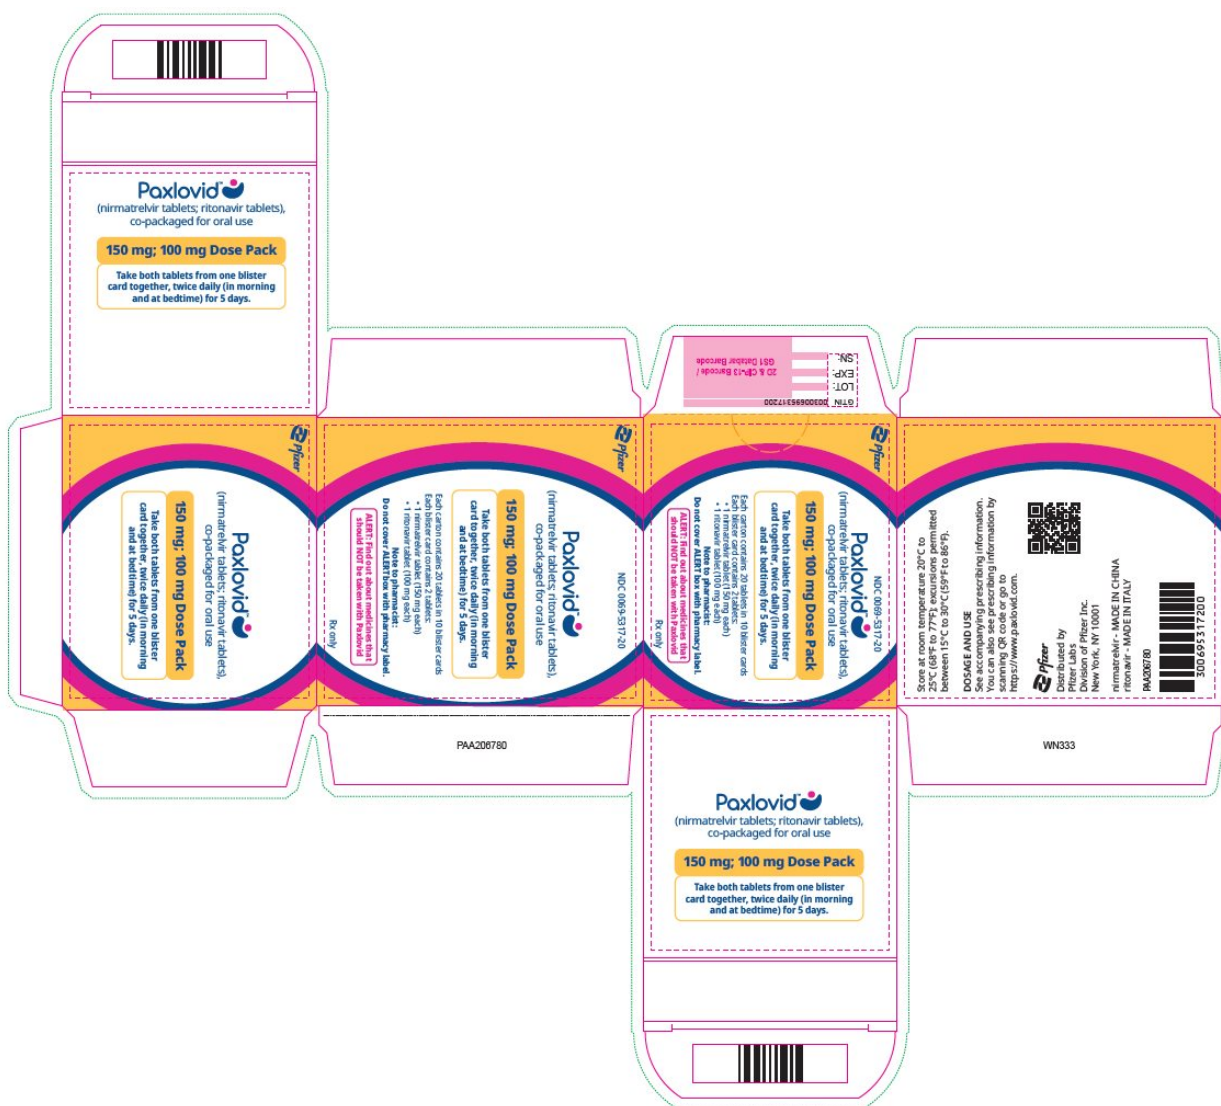 Paxlovid™
(nirmatrelvir tablets; ritonavir tablets),
co-packaged for oral use
150 mg; 100 mg Dose Pack
Take both tablets from one blister
card together, twice daily (in morning
and at bedtime) for 5 days.
Pfizer
Paxlovid™
(nirmatrelvir tablets; ritonavir tablets),
co-packaged for oral use
150 mg; 100 mg Dose Pack
Take both tablets from one blister
card together, twice daily (in morning
and at bedtime) for 5 days.
Pfizer
NDC 0069-5317-20
Paxlovid™
(nirmatrelvir tablets; ritonavir tablets),
co-packaged for oral use
150 mg; 100 mg Dose Pack
Take both tablets from one blister
card together, twice daily (in morning
and at bedtime) for 5 days.
Each carton contains 20 tablets in 10 blister cards
Each blister card contains 2 tablets:
• 1 nirmatrelvir tablet (150 mg each)
• 1 ritonavir tablet (100 mg each)
Note to pharmacist:
Do not cover ALERT box with pharmacy label.
ALERT: Find out about medicines that
should NOT be taken with Paxlovid
Rx only
PAA206780
GTIN 00300695317200
LOT:
EXP:
SN:
2D & CIP-13 Barcode /
GS1 Databar Barcode
Pfizer
NDC 0069-5317-20
Paxlovid™
(nirmatrelvir tablets; ritonavir tablets),
co-packaged for oral use
150 mg; 100 mg Dose Pack
Take both tablets from one blister
card together, twice daily (in morning
and at bedtime) for 5 days.
Each carton contains 20 tablets in 10 blister cards
Each blister card contains 2 tablets:
• 1 nirmatrelvir tablet (150 mg each)
• 1 ritonavir tablet (100 mg each)
Note to pharmacist:
Do not cover ALERT box with pharmacy label.
ALERT: Find out about medicines that
should NOT be taken with Paxlovid
Rx only
Store at room temperature 20°C to
25°C (68°F to 77°F); excursions permitted
between 15°C to 30°C (59°F to 86°F).
DOSAGE AND USE
See accompanying prescribing information.
You can also see prescribing information by
scanning QR code or go to
https://www.paxlovid.com.
Pfizer
Distributed by
Pfizer Labs
Division of Pfizer Inc.
New York, NY 10001
nirmatrelvir - MADE IN CHINA
ritonavir - MADE IN ITALY
PAA206780
300695317200
WN333
Paxlovid™
(nirmatrelvir tablets; ritonavir tablets),
co-packaged for oral use
150 mg; 100 mg Dose Pack
Take both tablets from one blister
card together, twice daily (in morning
and at bedtime) for 5 days.